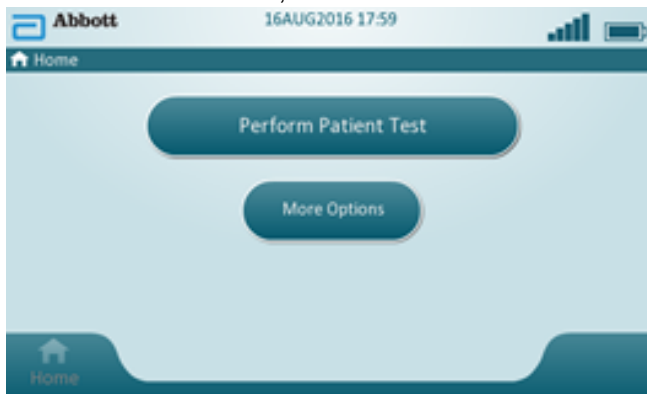 Abbott 16AUG2016 17:59
Home
Perform Patient Test
More Options
Home